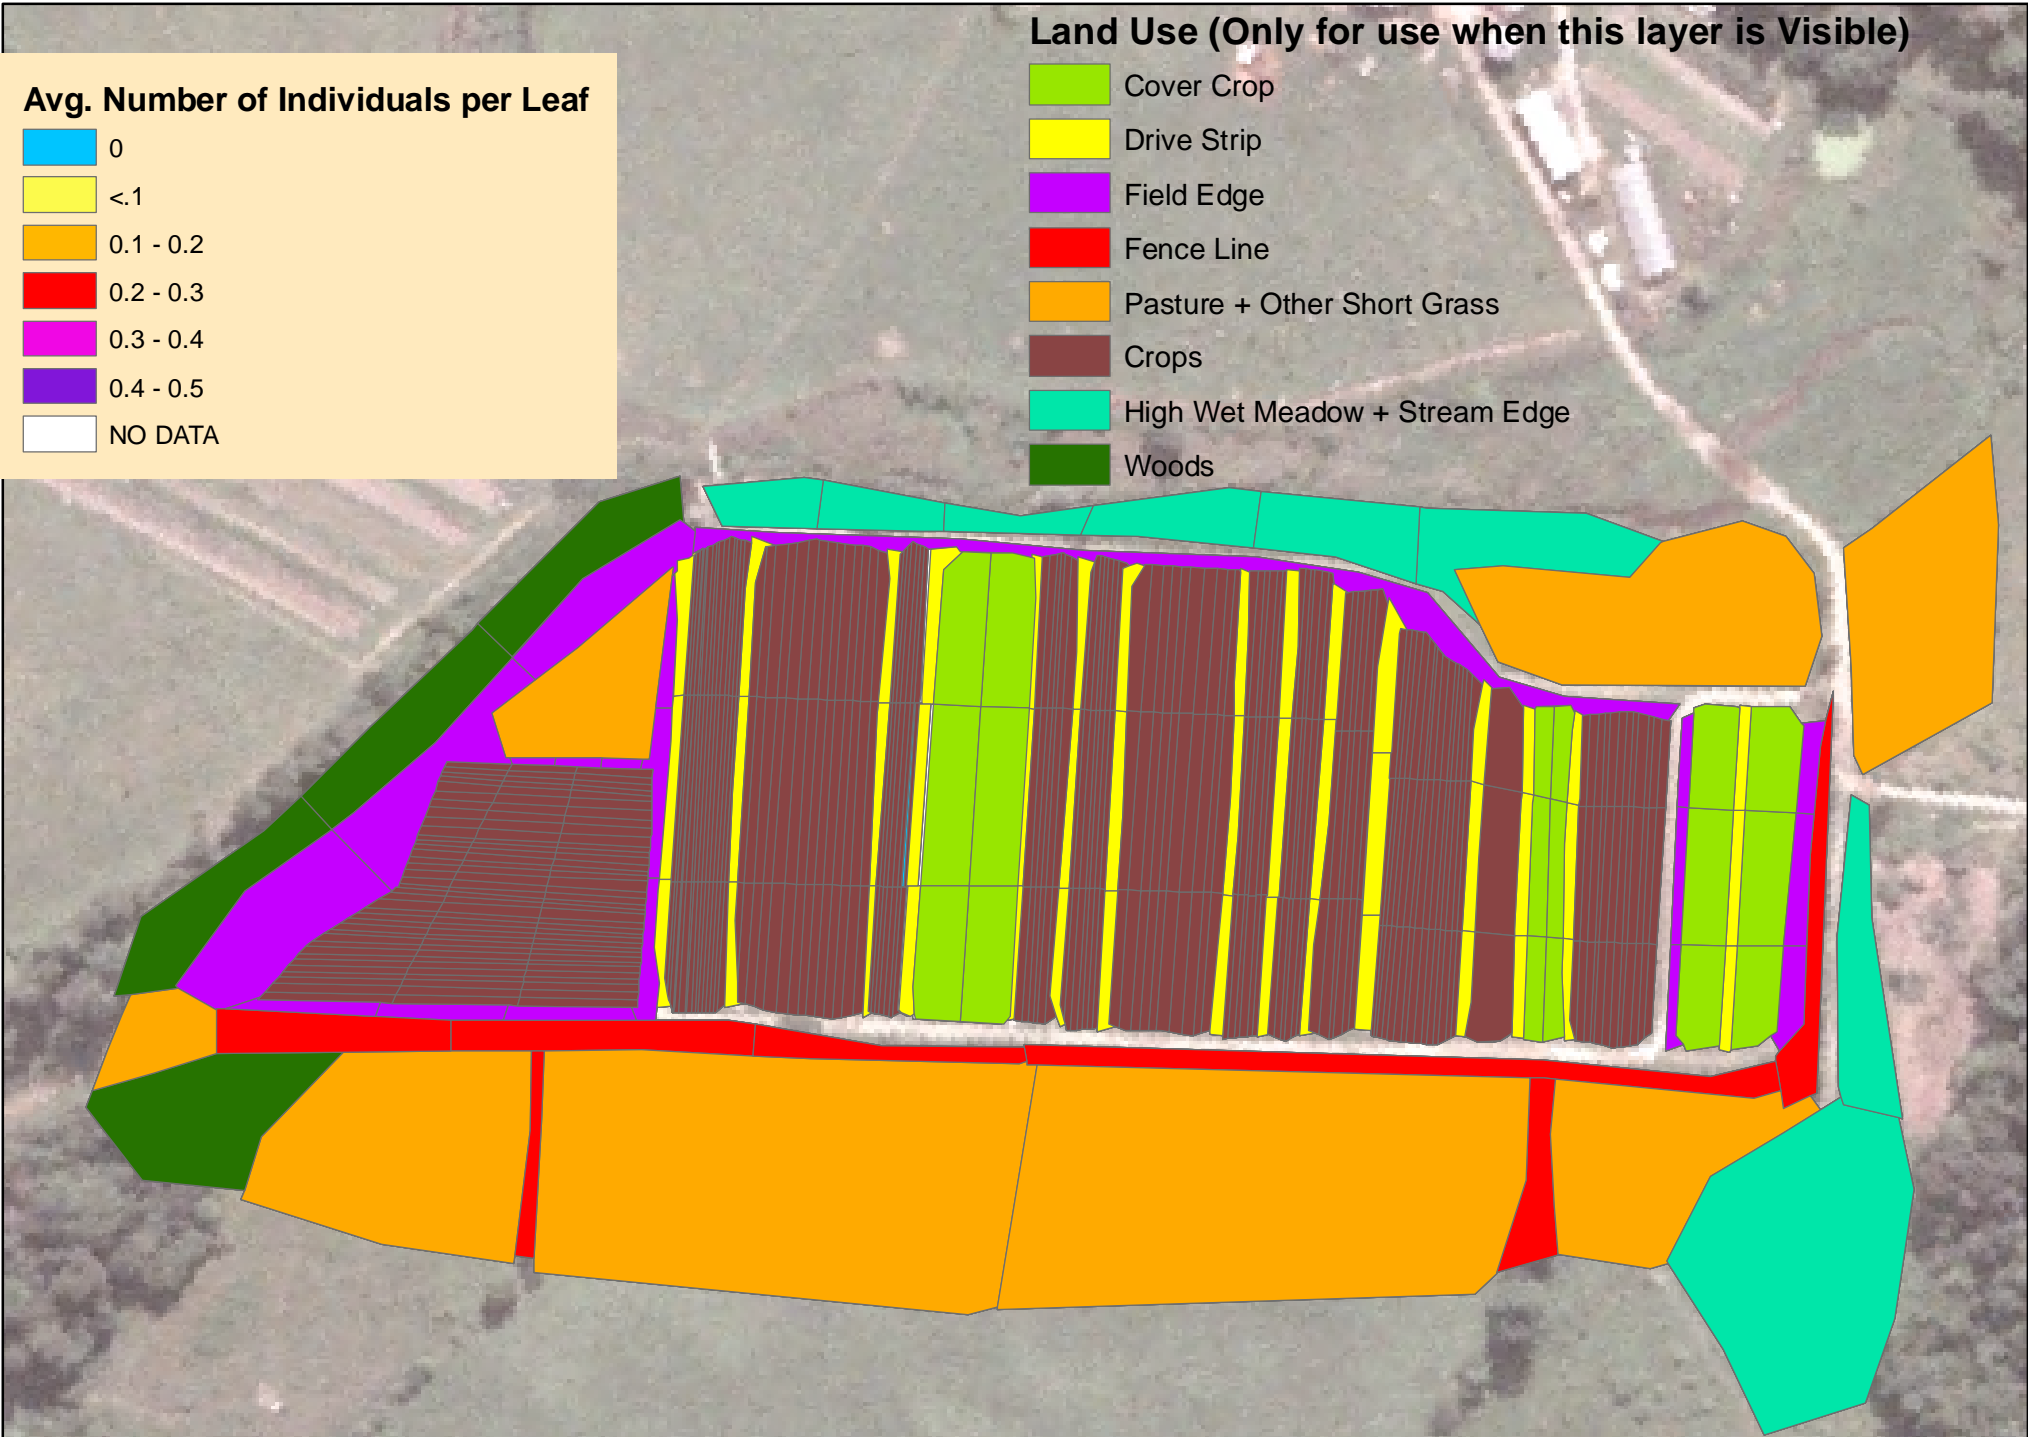 Avg. Number of Individuals per Leaf
0
<.1
0.1 - 0.2
0.2 - 0.3
0.3 - 0.4
0.4 - 0.5
NO DATA
Land Use (Only for use when this layer is Visible)
Cover Crop
Drive Strip
Field Edge
Fence Line
Pasture + Other Short Grass
Crops
High Wet Meadow + Stream Edge
Woods